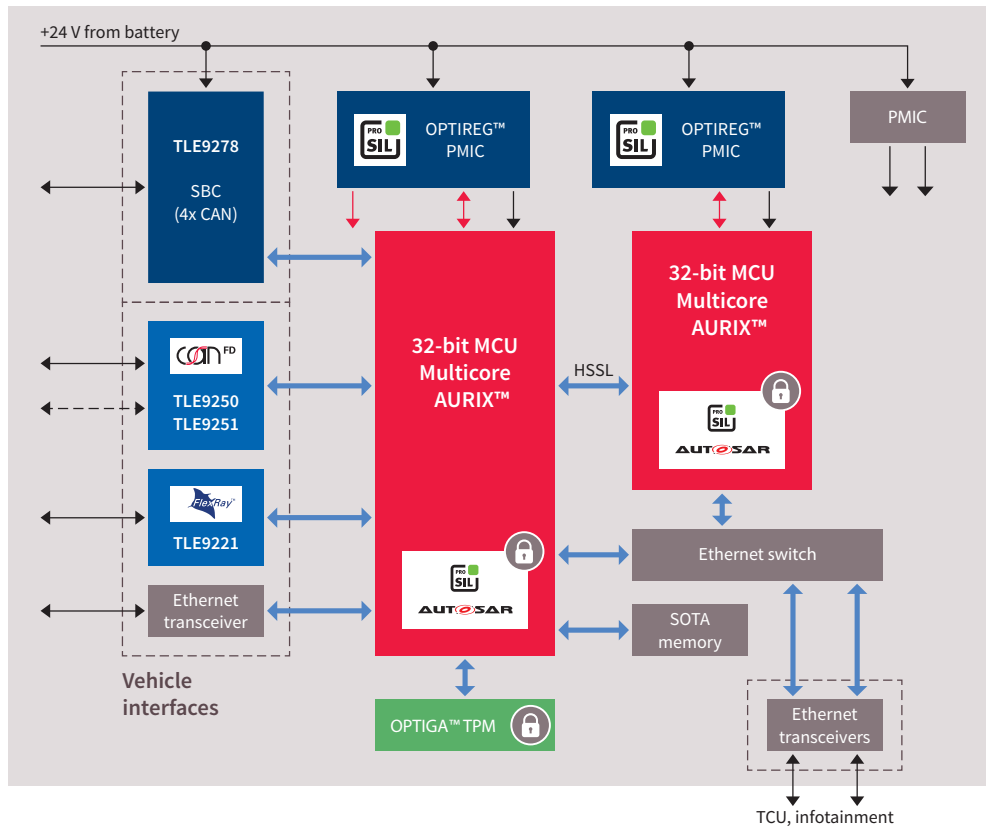 +24 V from battery
TLE9278
SBC
(4x CAN)
PRO
SIL
OPTIREG™
PMIC
PRO
SIL
OPTIREG™
PMIC
PMIC
CAN FD
TLE9250
TLE9251
FlexRay™
TLE9221
Ethernet
transceiver
Vehicle
interfaces
32-bit MCU
Multicore
AURIX™
PRO
SIL
AUTOSAR
HSSL
32-bit MCU
Multicore
AURIX™
PRO
SIL
AUTOSAR
Ethernet switch
SOTA
memory
OPTIGA™ TPM
Ethernet
transceivers
TCU, infotainment